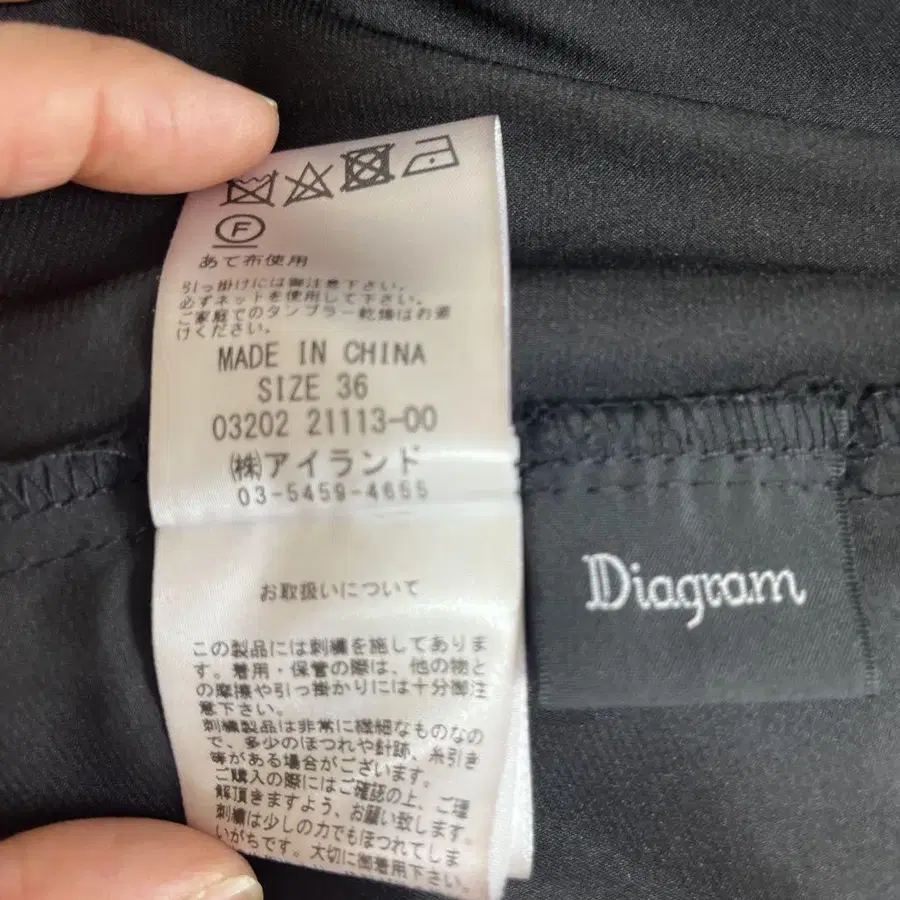 F
あて布使用
引っ掛けには御注意下さい。
必ずネットを使用して下さい。
ご家庭でのタンブラー乾燥はお避
けください。
MADE IN CHINA
SIZE 36
03202 21113-00
㈱アイランド
03-5459-4655
お取扱いについて
この製品には刺繍を施してありま
す。着用・保管の際は、他の物と
の摩擦や引っ掛かりには十分御注
意下さい。
刺繍製品は非常に繊細なものなの
で、多少のほつれや針跡、糸引き
等がある場合がございます。
ご購入の際にはご確認の上、ご理
解頂きますよう、お願い致します。
刺繍は少しの力でもほつれてしま
いがちです。大切に御着用下さい。
Diagram